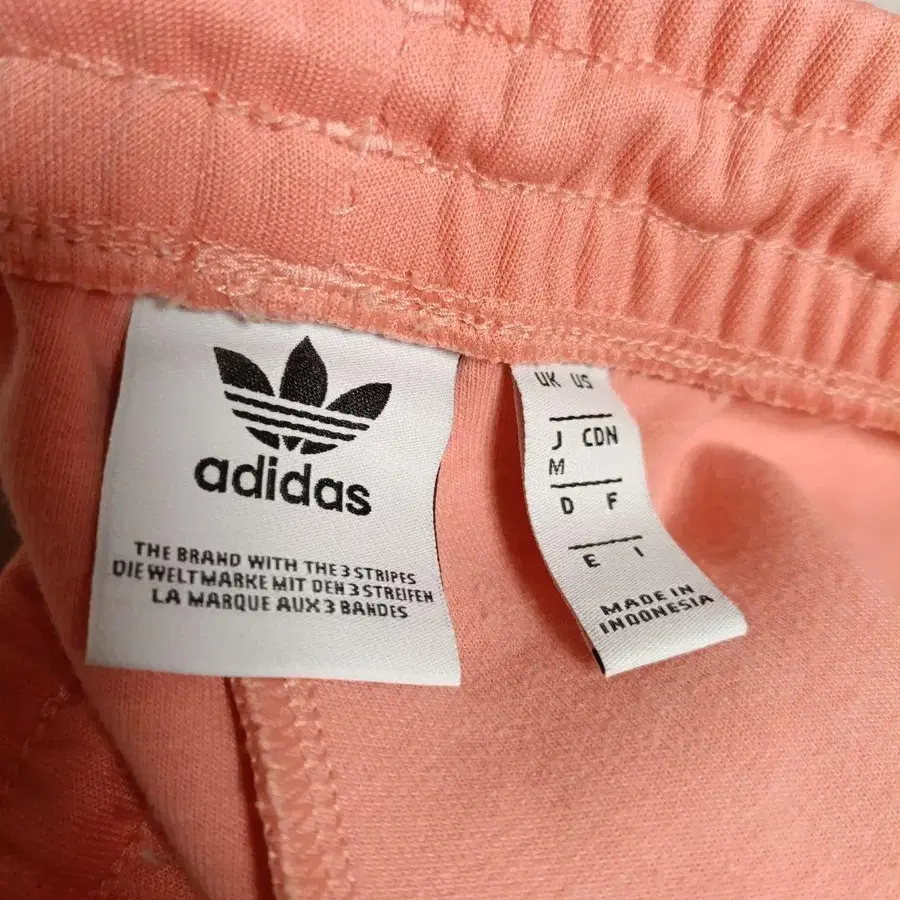 adidas
THE BRAND WITH THE 3 STRIPES
DIE WELTMARKE MIT DEN 3 STREIFEN
LA MARQUE AUX 3 BANDES
UK US
J CDN
M
D F
E I
MADE IN
INDONESIA